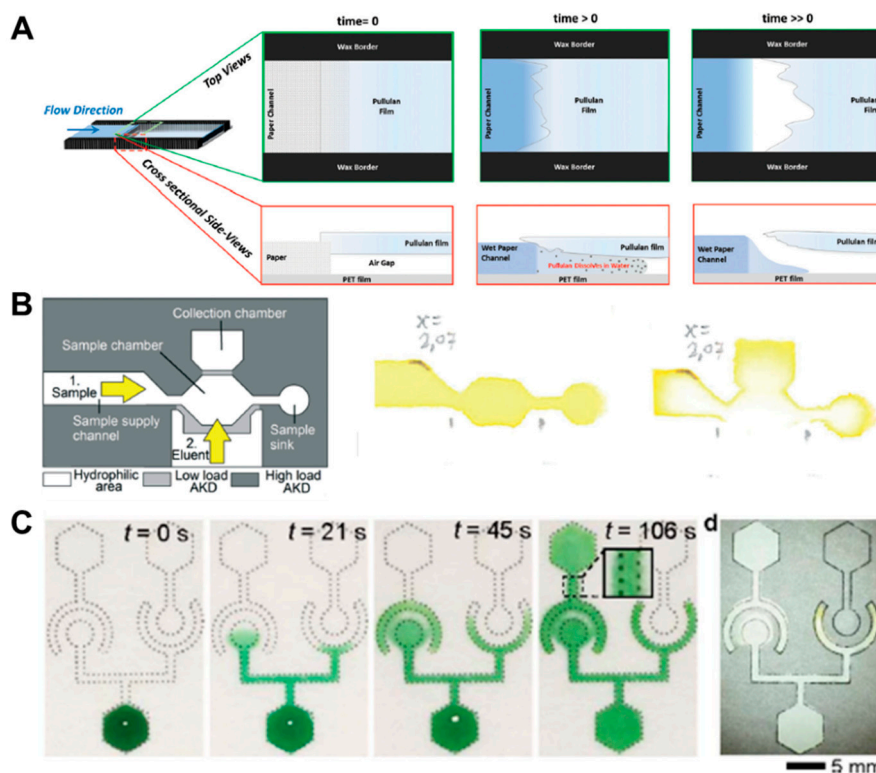 A
time= 0
time > 0
time >> 0
Top Views
Flow Direction
Cross sectional Side-Views
Wax Border
Paper Channel
Pullulan
Film
Wax Border
Wax Border
Paper Channel
Pullulan
Film
Wax Border
Wax Border
Paper Channel
Pullulan
Film
Wax Border
Paper
Pullulan film
Air Gap
PET film
Wet Paper
Channel
Pullulan film
Pullulan Dissolves in Water
PET film
Wet Paper
Channel
Pullulan film
PET film
B
Collection chamber
Sample chamber
1.
Sample
Sample supply
channel
2.
Eluent
Sample
sink
Hydrophilic
area
Low load
AKD
High load
AKD
x=
2,07
x=
2,07
C
t = 0 s
t = 21 s
t = 45 s
t = 106 s
d
5 mm